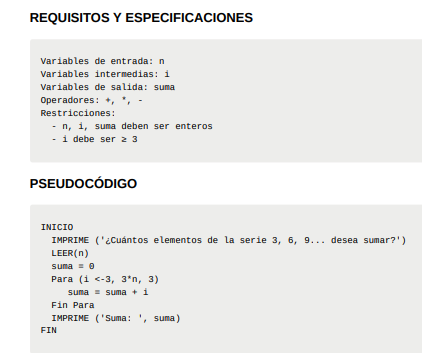 REQUISITOS Y ESPECIFICACIONES
Variables de entrada: n
Variables intermedias: i
Variables de salida: suma
Operadores: +, *, -
Restricciones:
- n, i, suma deben ser enteros
- i debe ser ≥ 3
PSEUDOCÓDIGO
INICIO
IMPRIME ('¿Cuántos elementos de la serie 3, 6, 9... desea sumar?')
LEER(n)
suma = 0
Para (i <-3, 3*n, 3)
suma = suma + i
Fin Para
IMPRIME ('Suma: ', suma)
FIN